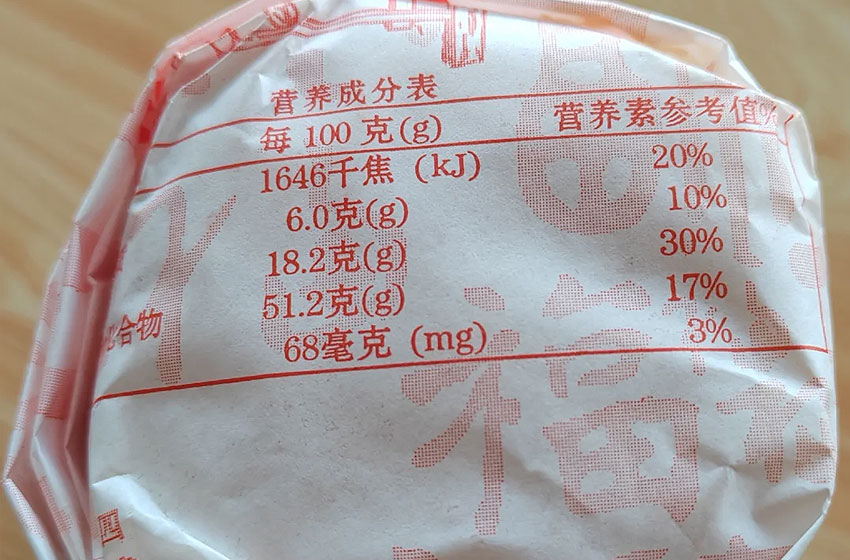 营养成分表
每 100 克(g) 营养素参考值%
1646千焦 (kJ) 20%
6.0克(g) 10%
18.2克(g) 30%
合物 51.2克(g) 17%
68毫克 (mg) 3%
福
四